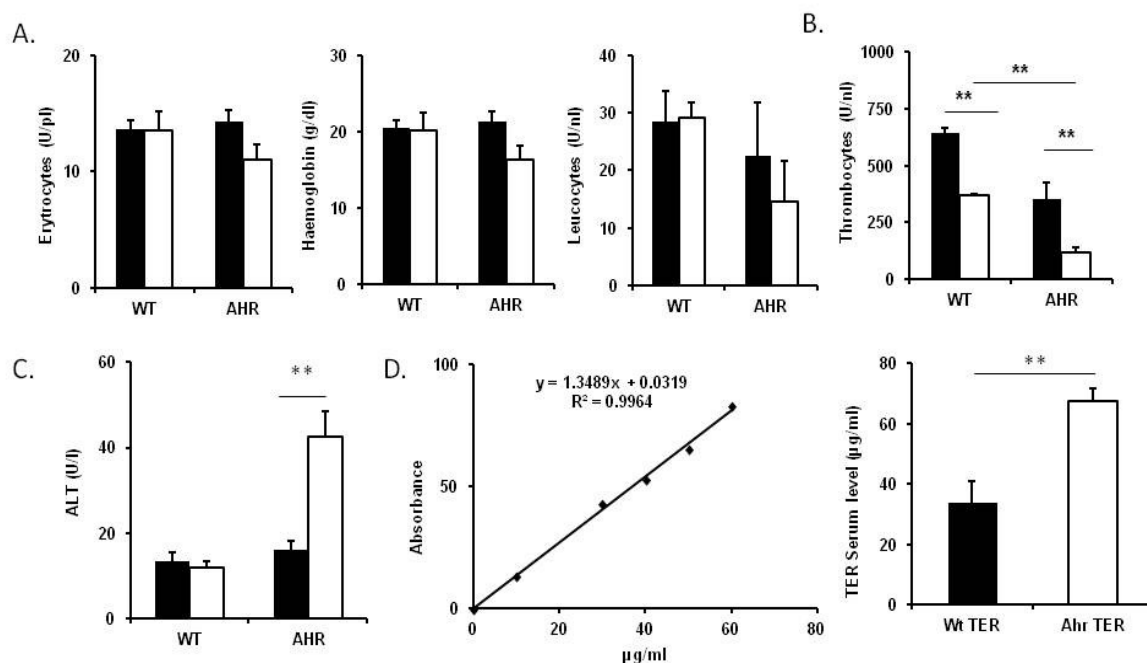 A.
Erytrocytes (U/pl)
20
10
0
WT AHR
Haemoglobin (g/dl)
30
20
10
0
WT AHR
Leucocytes (U/nl)
40
30
20
10
0
WT AHR
B.
Thrombocytes (U/nl)
1000
750
500
250
0
**
**
**
WT AHR
C.
ALT (U/l)
60
40
20
0
**
WT AHR
D.
Absorbance
100
50
0
y = 1.3489x + 0.0319
R² = 0.9964
0 20 40 60 80
µg/ml
TER Serum level (µg/ml)
80
60
40
20
0
**
Wt TER Ahr TER